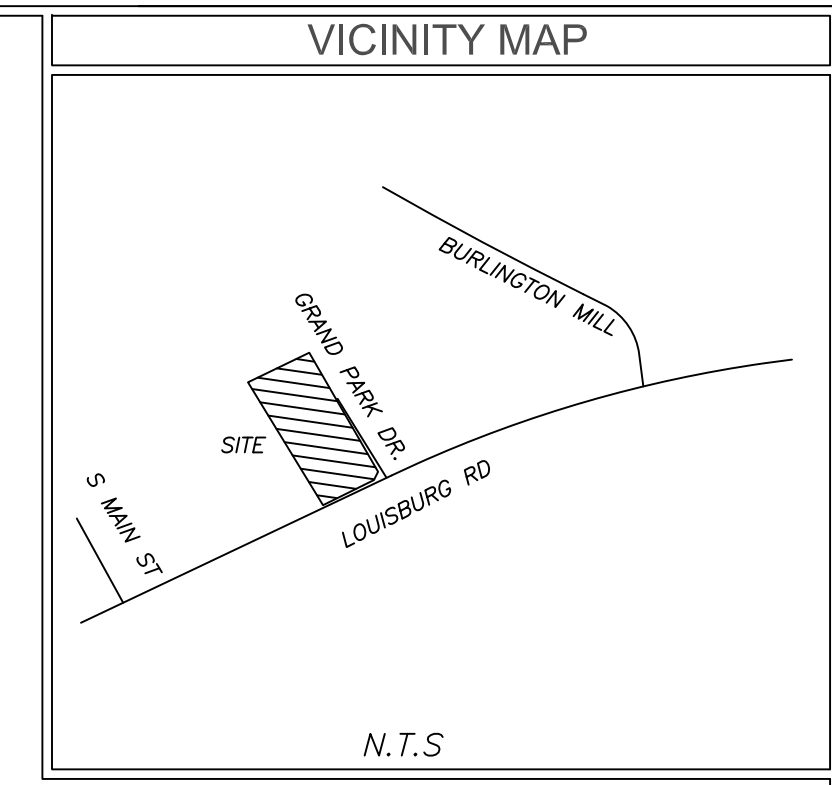 VICINITY MAP
BURLINGTON MILL
GRAND PARK DR.
SITE
S MAIN ST
LOUISBURG RD
N.T.S